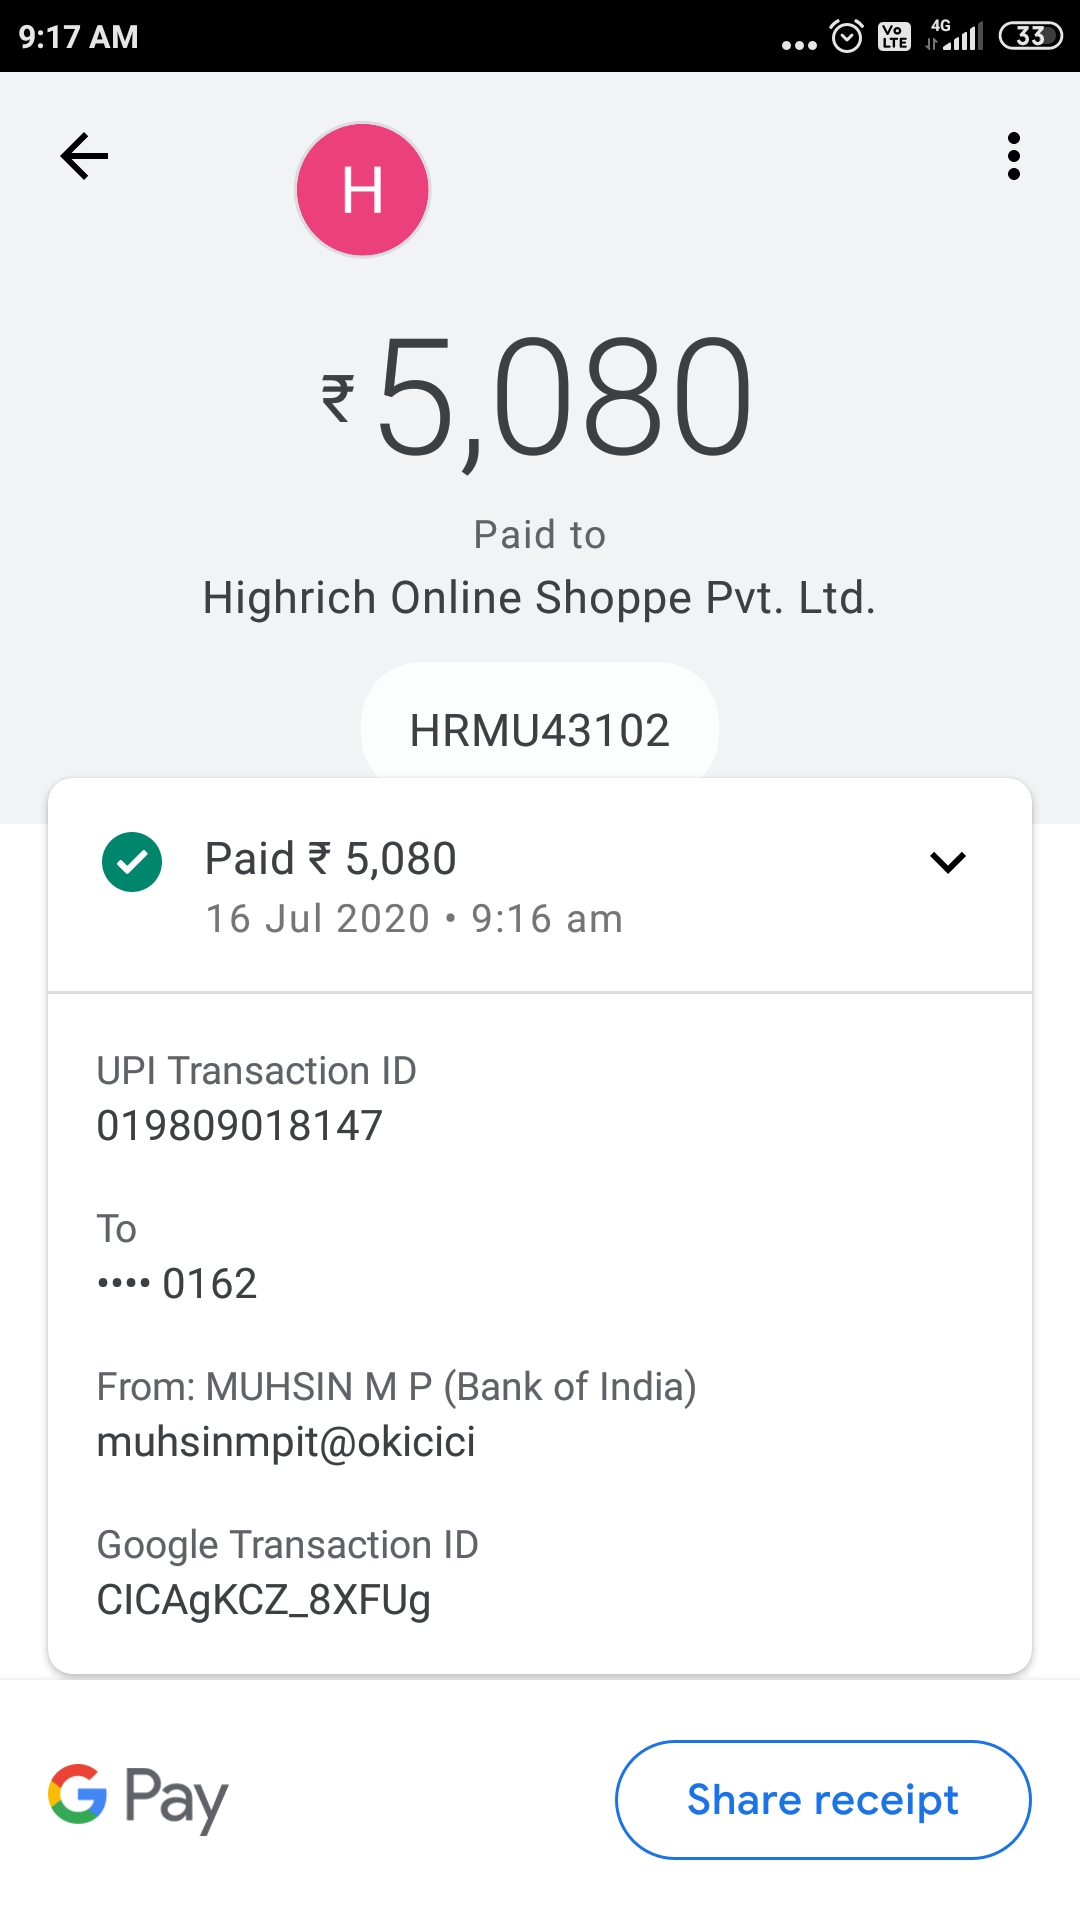 9:17 AM
Vo LTE 4G 33
H
₹5,080
Paid to
Highrich Online Shoppe Pvt. Ltd.
HRMU43102
Paid ₹ 5,080
16 Jul 2020 • 9:16 am
UPI Transaction ID
019809018147
To
•••• 0162
From: MUHSIN M P (Bank of India)
muhsinmpit@okicici
Google Transaction ID
CICAgKCZ_8XFUg
G Pay
Share receipt